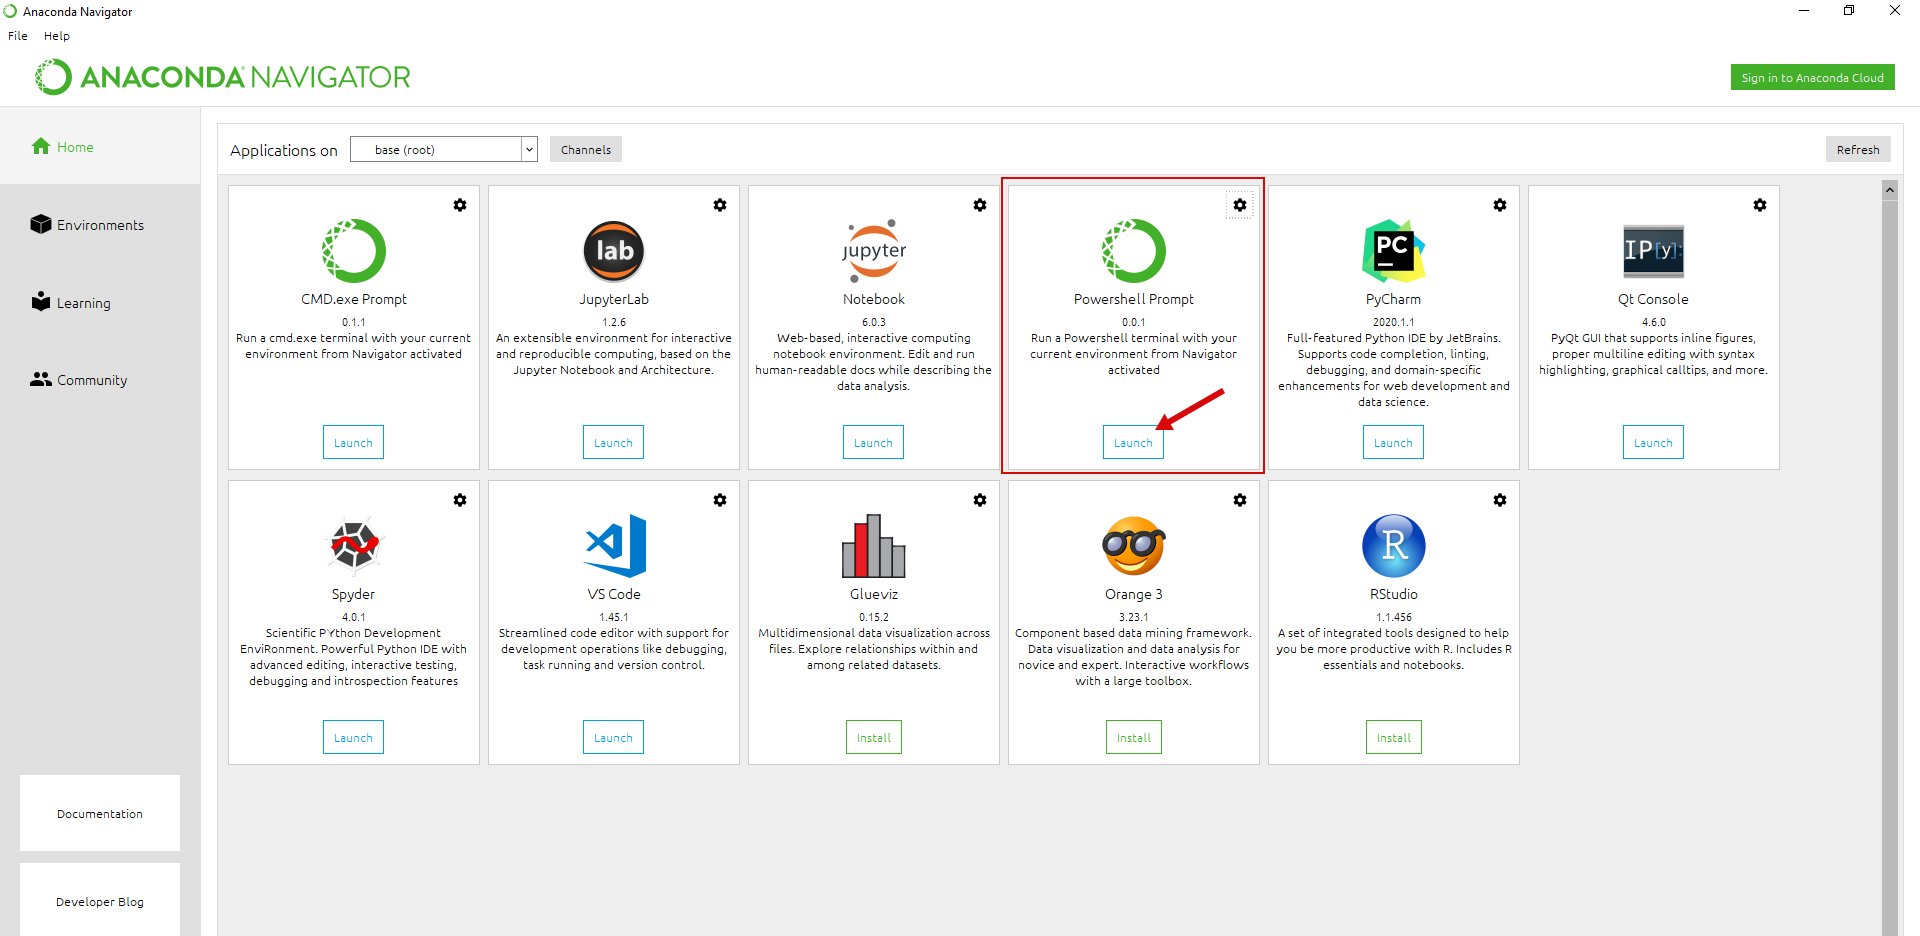 Anaconda Navigator
File Help
ANACONDA NAVIGATOR
Sign in to Anaconda Cloud
Home
Environments
Learning
Community
Documentation
Developer Blog
Applications on base (root) Channels Refresh
CMD.exe Prompt
0.1.1
Run a cmd.exe terminal with your current
environment from Navigator activated
Launch
lab
JupyterLab
1.2.6
An extensible environment for interactive
and reproducible computing, based on the
Jupyter Notebook and Architecture.
Launch
jupyter
Notebook
6.0.3
Web-based, interactive computing
notebook environment. Edit and run
human-readable docs while describing the
data analysis.
Launch
Powershell Prompt
0.0.1
Run a Powershell terminal with your
current environment from Navigator
activated
Launch
PC
PyCharm
2020.1.1
Full-featured Python IDE by JetBrains.
Supports code completion, linting,
debugging, and domain-specific
enhancements for web development and
data science.
Launch
IP[y]:
Qt Console
4.6.0
PyQt GUI that supports inline figures,
proper multiline editing with syntax
highlighting, graphical calltips, and more.
Launch
Spyder
4.0.1
Scientific PYthon Development
EnviRonment. Powerful Python IDE with
advanced editing, interactive testing,
debugging and introspection features
Launch
VS Code
1.45.1
Streamlined code editor with support for
development operations like debugging,
task running and version control.
Launch
Glueviz
0.15.2
Multidimensional data visualization across
files. Explore relationships within and
among related datasets.
Install
Orange 3
3.23.1
Component based data mining framework.
Data visualization and data analysis for
novice and expert. Interactive workflows
with a large toolbox.
Install
R
RStudio
1.1.456
A set of integrated tools designed to help
you be more productive with R. Includes R
essentials and notebooks.
Install